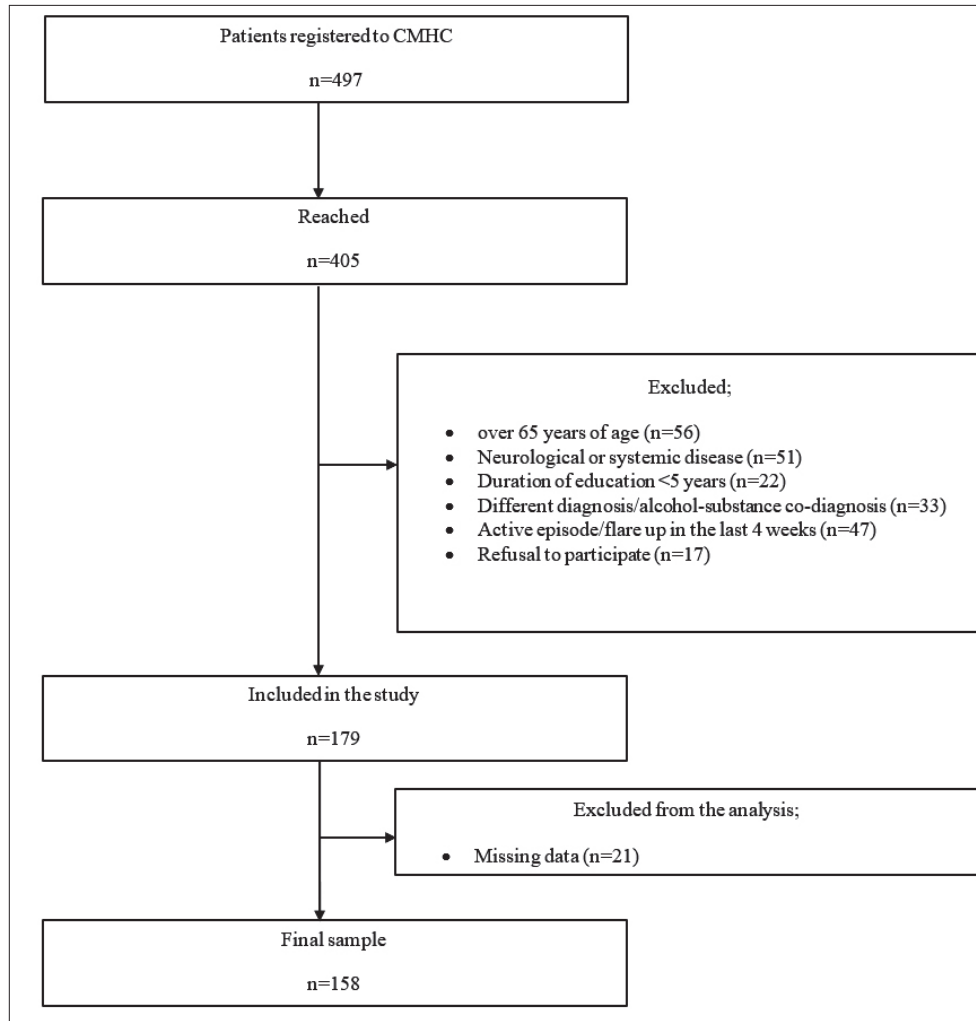 Patients registered to CMHC
n=497
Reached
n=405
Excluded;
• over 65 years of age (n=56)
• Neurological or systemic disease (n=51)
• Duration of education <5 years (n=22)
• Different diagnosis/alcohol-substance co-diagnosis (n=33)
• Active episode/flare up in the last 4 weeks (n=47)
• Refusal to participate (n=17)
Included in the study
n=179
Excluded from the analysis;
• Missing data (n=21)
Final sample
n=158